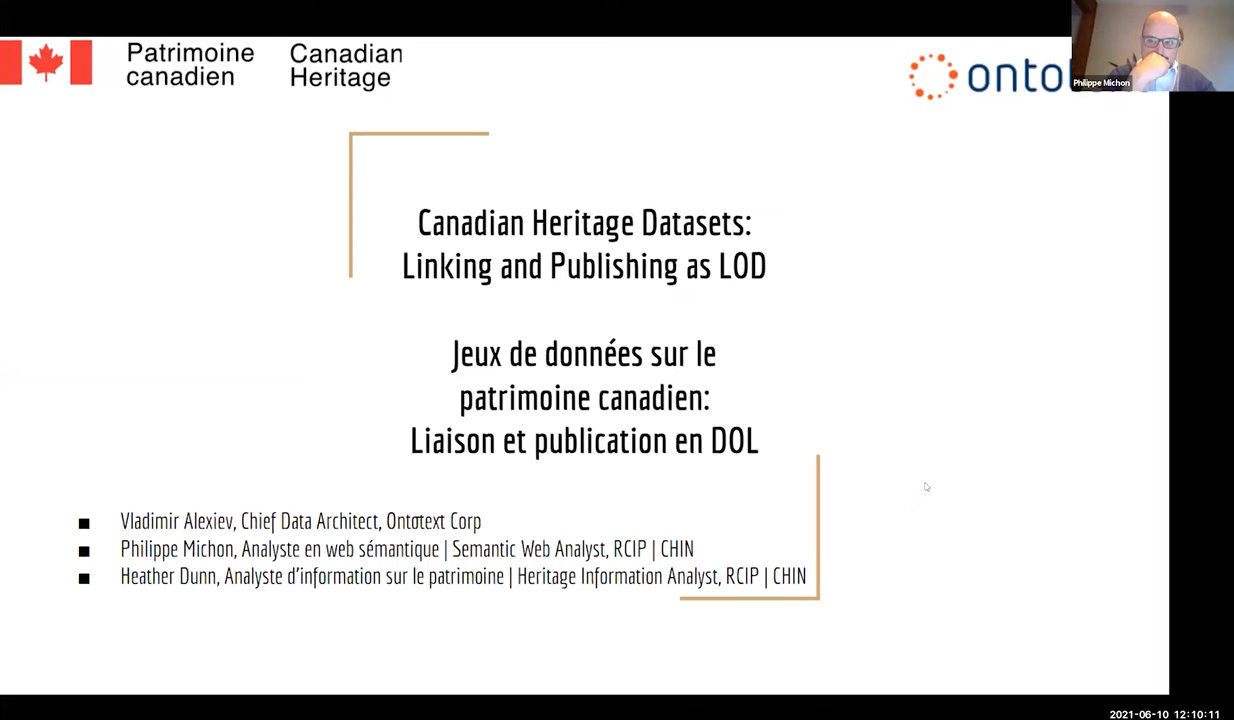 Patrimoine
canadien
Canadian
Heritage
Philippe Michon
Canadian Heritage Datasets:
Linking and Publishing as LOD
Jeux de données sur le
patrimoine canadien:
Liaison et publication en DOL
■ Vladimir Alexiev, Chief Data Architect, Ontotext Corp
■ Philippe Michon, Analyste en web sémantique | Semantic Web Analyst, RCIP | CHIN
■ Heather Dunn, Analyste d'information sur le patrimoine | Heritage Information Analyst, RCIP | CHIN
2021-06-10 12:10:11